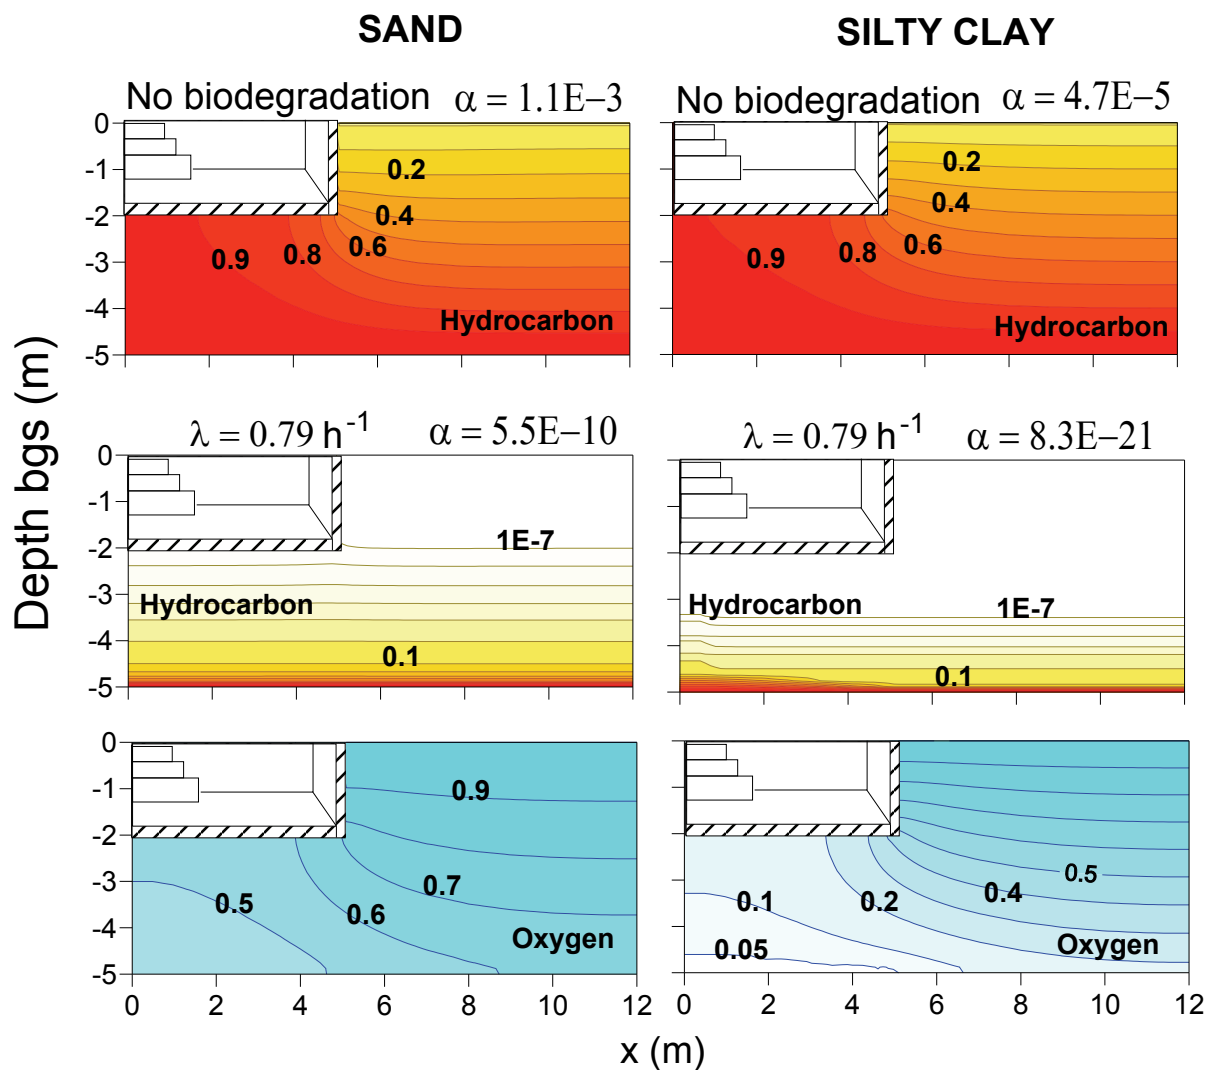 SAND
SILTY CLAY
No biodegradation α = 1.1E−3
No biodegradation α = 4.7E−5
0
-1
-2
-3
-4
-5
0.2
0.4
0.6
0.8
0.9
Hydrocarbon
0.2
0.4
0.6
0.8
0.9
Hydrocarbon
Depth bgs (m)
λ = 0.79 h-1 α = 5.5E−10
λ = 0.79 h-1 α = 8.3E−21
0
-1
-2
-3
-4
-5
1E-7
Hydrocarbon
0.1
Hydrocarbon
1E-7
0.1
0
-1
-2
-3
-4
-5
0.9
0.7
0.5
0.6
Oxygen
0.5
0.4
0.1
0.2
0.05
Oxygen
0 2 4 6 8 10 12
0 2 4 6 8 10 12
x (m)